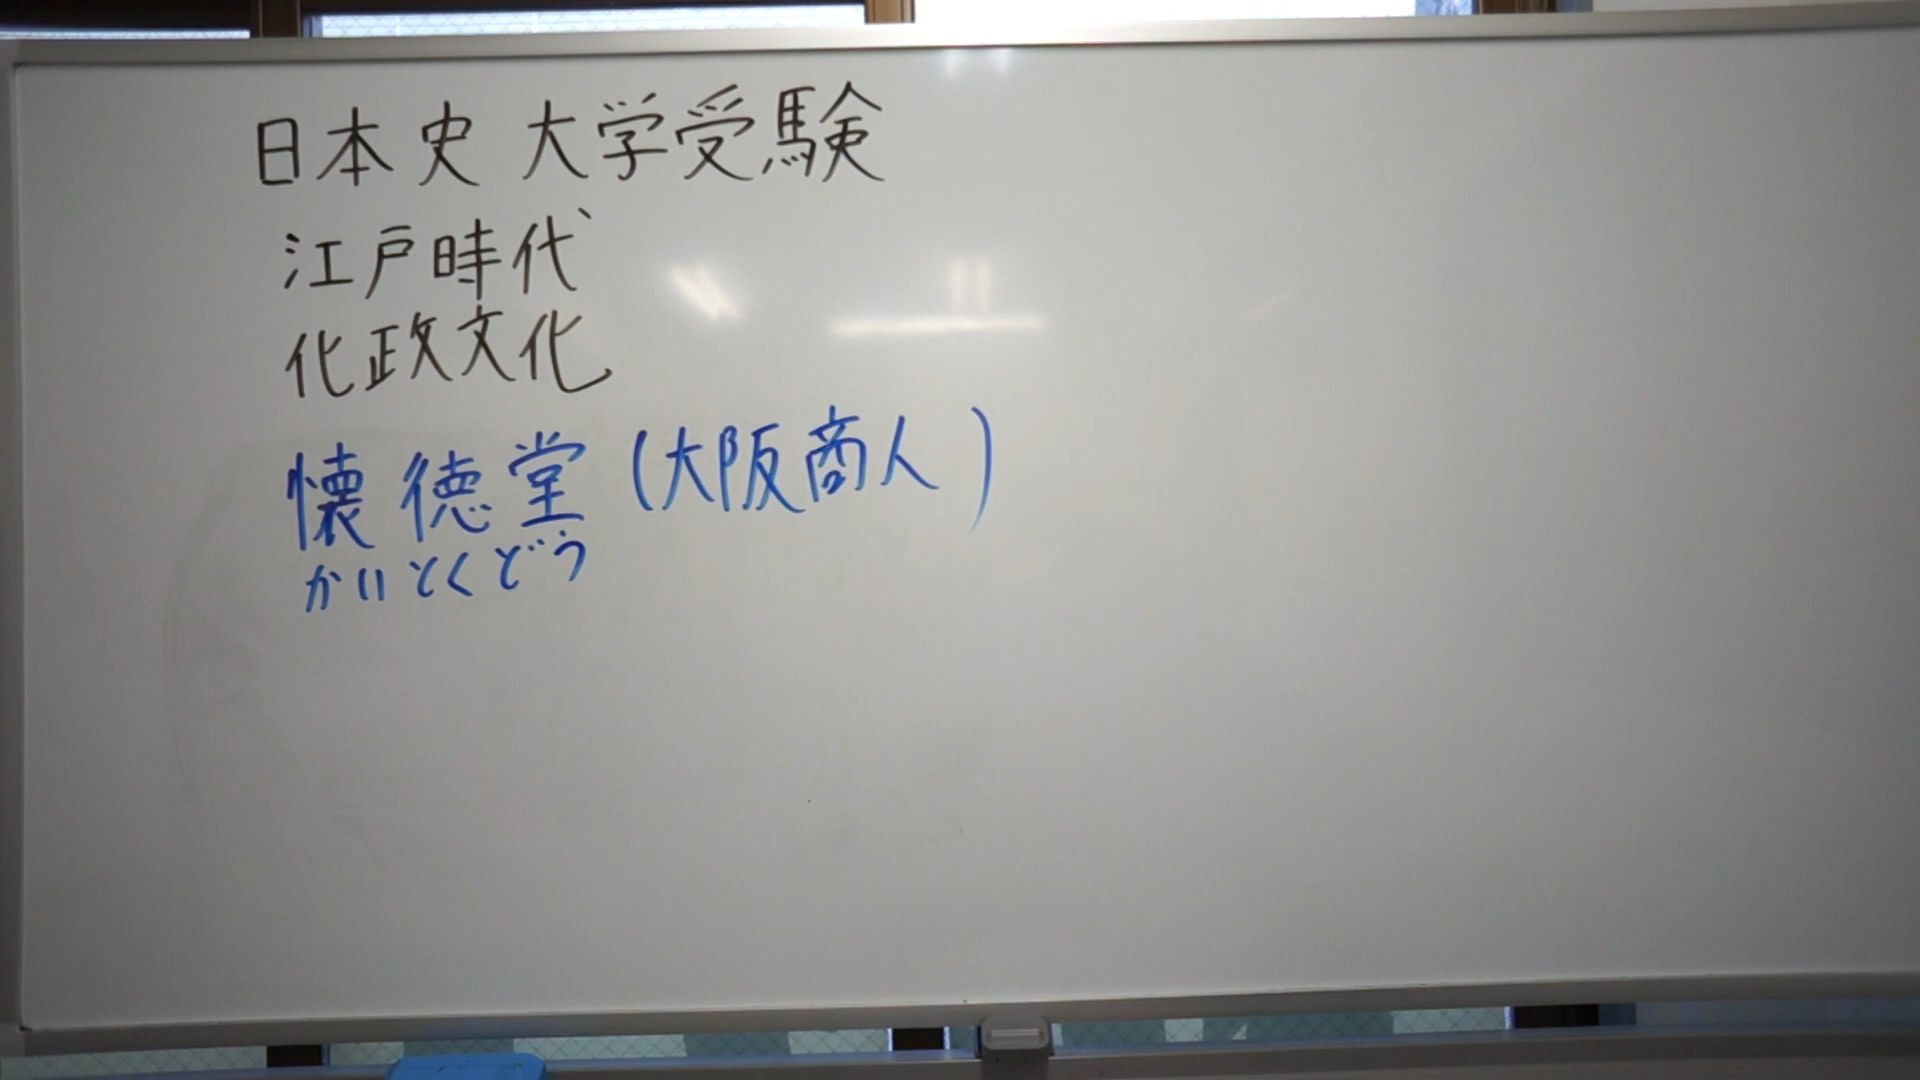 日本史 大学受験
江戸時代
化政文化
懐徳堂(大阪商人)
かいとくどう